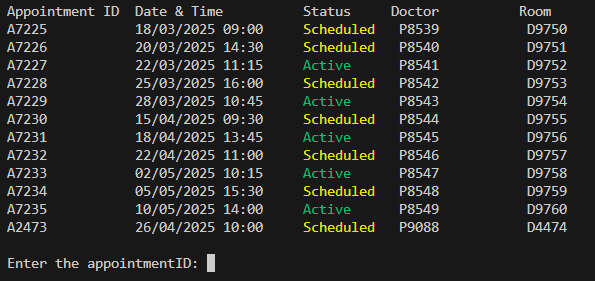 Appointment ID  Date & Time          Status     Doctor          Room
A7225           18/03/2025 09:00     Scheduled   P8539           D9750
A7226           20/03/2025 14:30     Scheduled   P8540           D9751
A7227           22/03/2025 11:15     Active      P8541           D9752
A7228           25/03/2025 16:00     Scheduled   P8542           D9753
A7229           28/03/2025 10:45     Active      P8543           D9754
A7230           15/04/2025 09:30     Scheduled   P8544           D9755
A7231           18/04/2025 13:45     Active      P8545           D9756
A7232           22/04/2025 11:00     Scheduled   P8546           D9757
A7233           02/05/2025 10:15     Active      P8547           D9758
A7234           05/05/2025 15:30     Scheduled   P8548           D9759
A7235           10/05/2025 14:00     Active      P8549           D9760
A2473           26/04/2025 10:00     Scheduled   P9088           D4474
Enter the appointmentID: